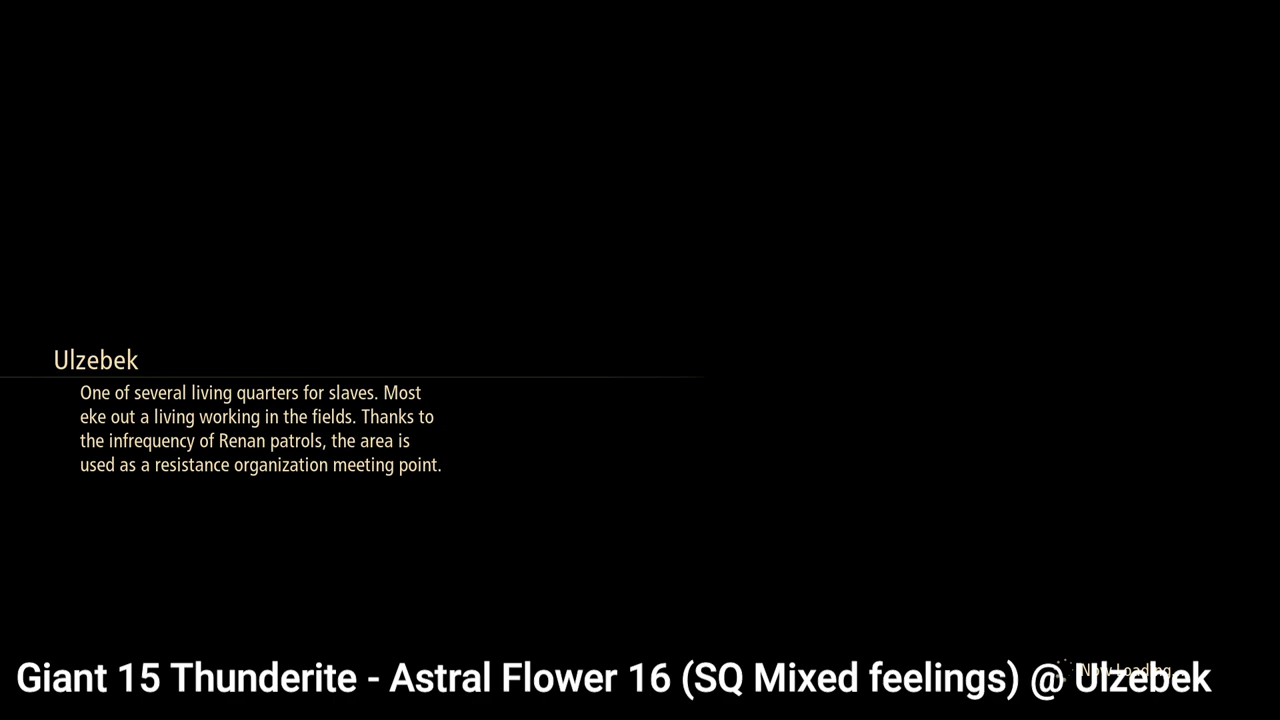 Ulzebek
One of several living quarters for slaves. Most
eke out a living working in the fields. Thanks to
the infrequency of Renan patrols, the area is
used as a resistance organization meeting point.
Now Loading
Giant 15 Thunderite - Astral Flower 16 (SQ Mixed feelings) @ Ulzebek